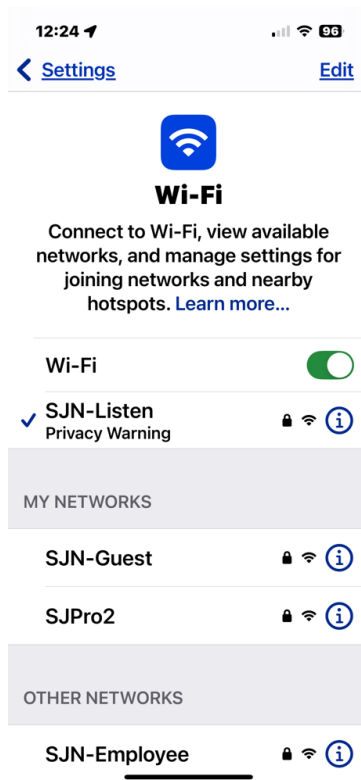 12:24 96
Settings Edit
Wi-Fi
Connect to Wi-Fi, view available
networks, and manage settings for
joining networks and nearby
hotspots. Learn more...
Wi-Fi
SJN-Listen
Privacy Warning
MY NETWORKS
SJN-Guest
SJPro2
OTHER NETWORKS
SJN-Employee